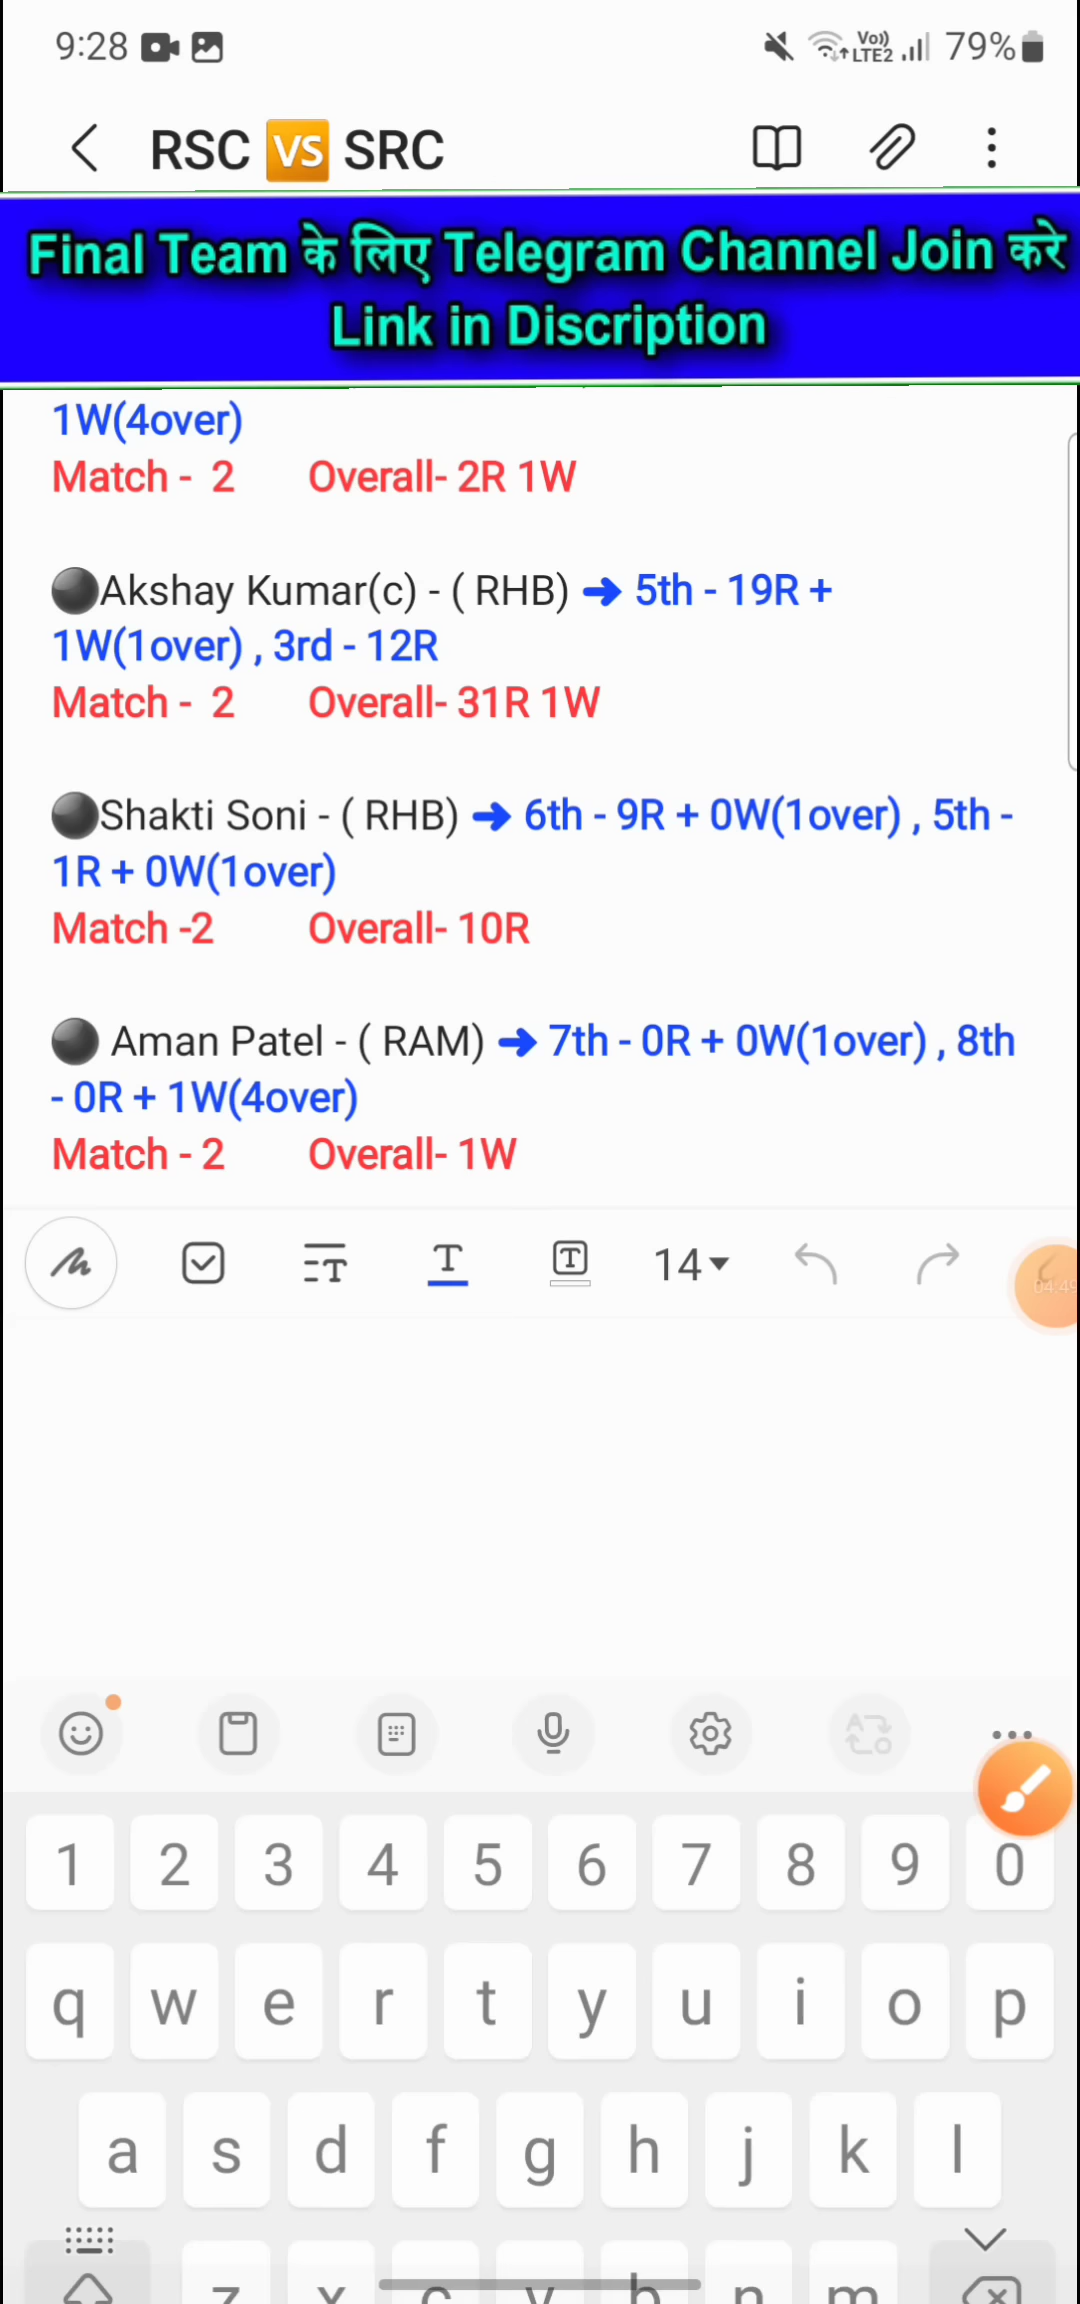 9:28 Vo)) LTE2 79%
RSC VS SRC
Final Team के लिए Telegram Channel Join करे
Link in Discription
1W(4over)
Match - 2 Overall- 2R 1W
Akshay Kumar(c) - ( RHB) ➔ 5th - 19R +
1W(1over) , 3rd - 12R
Match - 2 Overall- 31R 1W
Shakti Soni - ( RHB) ➔ 6th - 9R + 0W(1over) , 5th -
1R + 0W(1over)
Match -2 Overall- 10R
Aman Patel - ( RAM) ➔ 7th - 0R + 0W(1over) , 8th
- 0R + 1W(4over)
Match - 2 Overall- 1W
T T T 14
04:49
1 2 3 4 5 6 7 8 9 0
q w e r t y u i o p
a s d f g h j k l
z x c v b n m